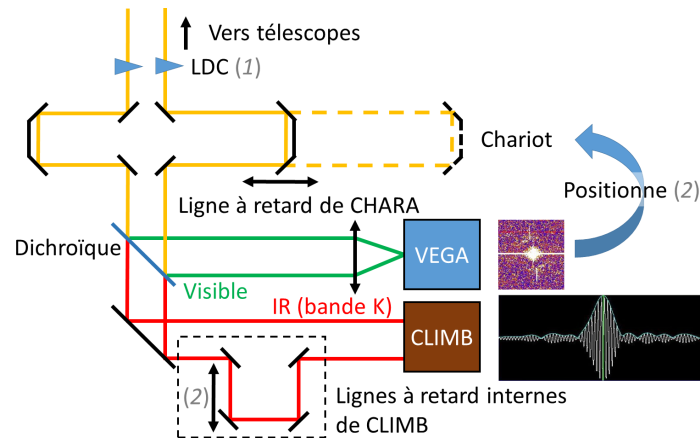 Vers télescopes
LDC (1)
Chariot
Positionne (2)
Ligne à retard de CHARA
Dichroïque
VEGA
Visible
IR (bande K)
CLIMB
(2)
Lignes à retard internes
de CLIMB